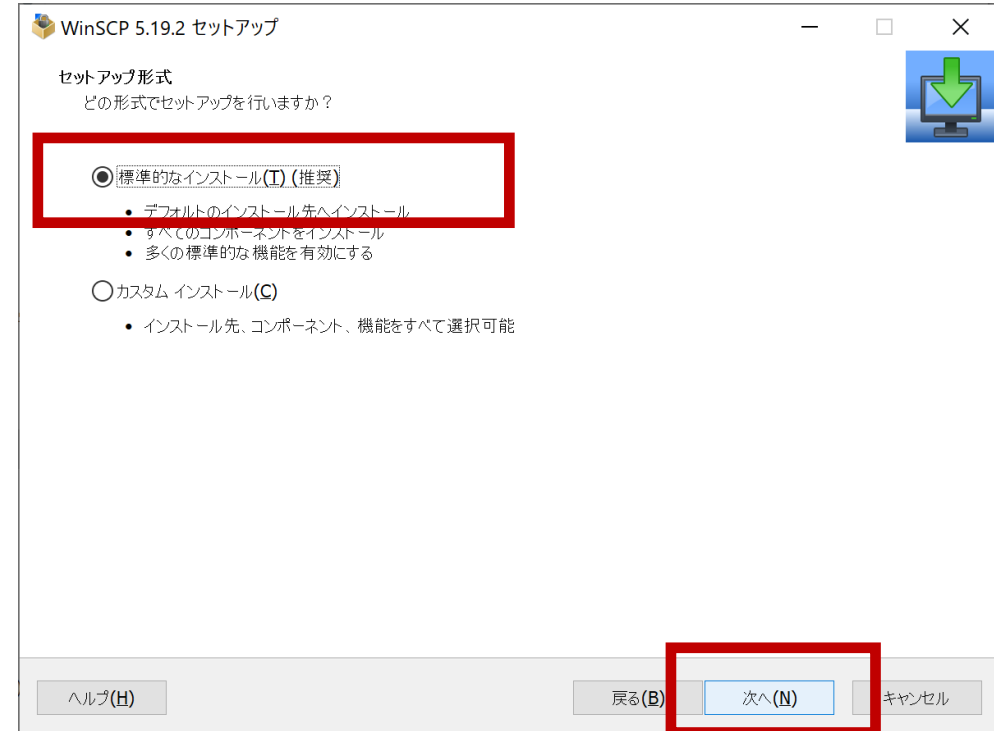 WinSCP 5.19.2 セットアップ
セットアップ形式
どの形式でセットアップを行いますか？
標準的なインストール(T) (推奨)
• デフォルトのインストール先へインストール
• すべてのコンポーネントをインストール
• 多くの標準的な機能を有効にする
カスタム インストール(C)
• インストール先、コンポーネント、機能をすべて選択可能
ヘルプ(H) 戻る(B) 次へ(N) キャンセル